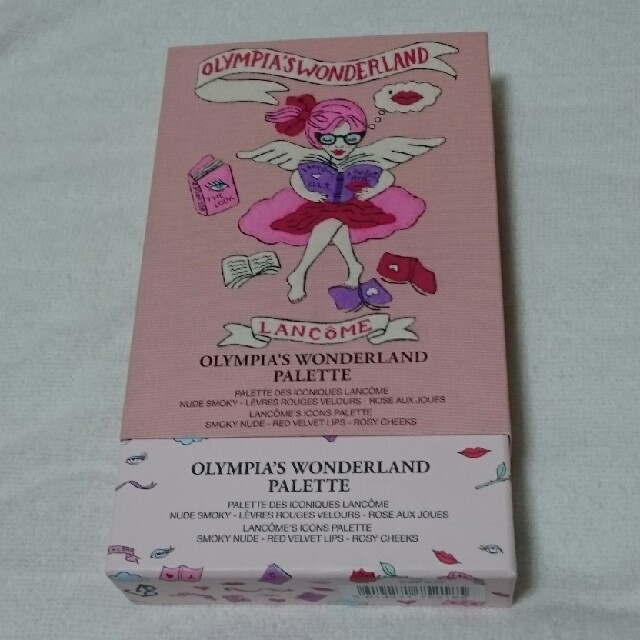 OLYMPIA'S WONDERLAND
THE LOOK
LANCÔME
OLYMPIA'S WONDERLAND
PALETTE
PALETTE DES ICONIQUES LANCÔME
NUDE SMOKY - LÈVRES ROUGES VELOURS - ROSE AUX JOUES
LANCÔME'S ICONS PALETTE
SMOKY NUDE - RED VELVET LIPS - ROSY CHEEKS
OLYMPIA'S WONDERLAND
PALETTE
PALETTE DES ICONIQUES LANCÔME
NUDE SMOKY - LÈVRES ROUGES VELOURS - ROSE AUX JOUES
LANCÔME'S ICONS PALETTE
SMOKY NUDE - RED VELVET LIPS - ROSY CHEEKS